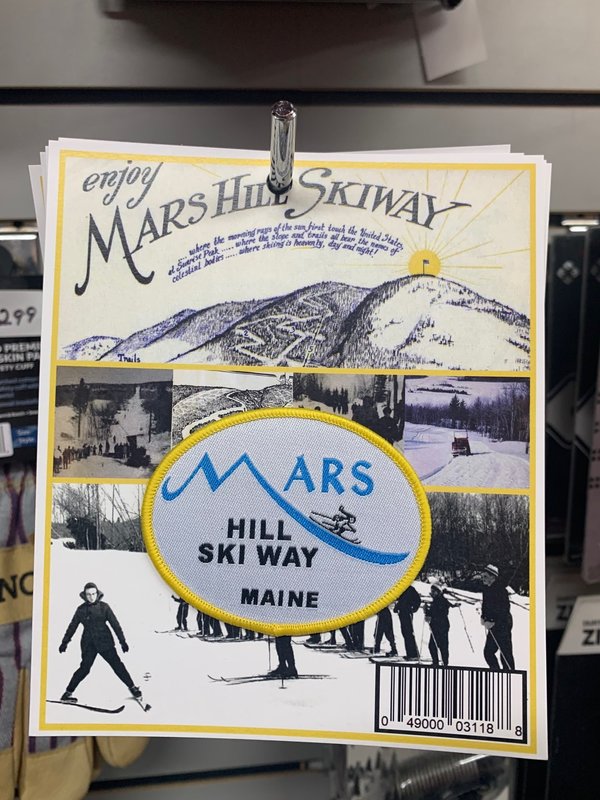 enjoy
MARS HILL SKIWAY
... where the morning rays of the sun first touch the United States,
at Sunrise Peak ..... where the slope and trails all bear the names of
celestial bodies ..... where skiing is heavenly, day and night!
Trails
MARS
HILL
SKI WAY
MAINE
0 49000 03118 8
299